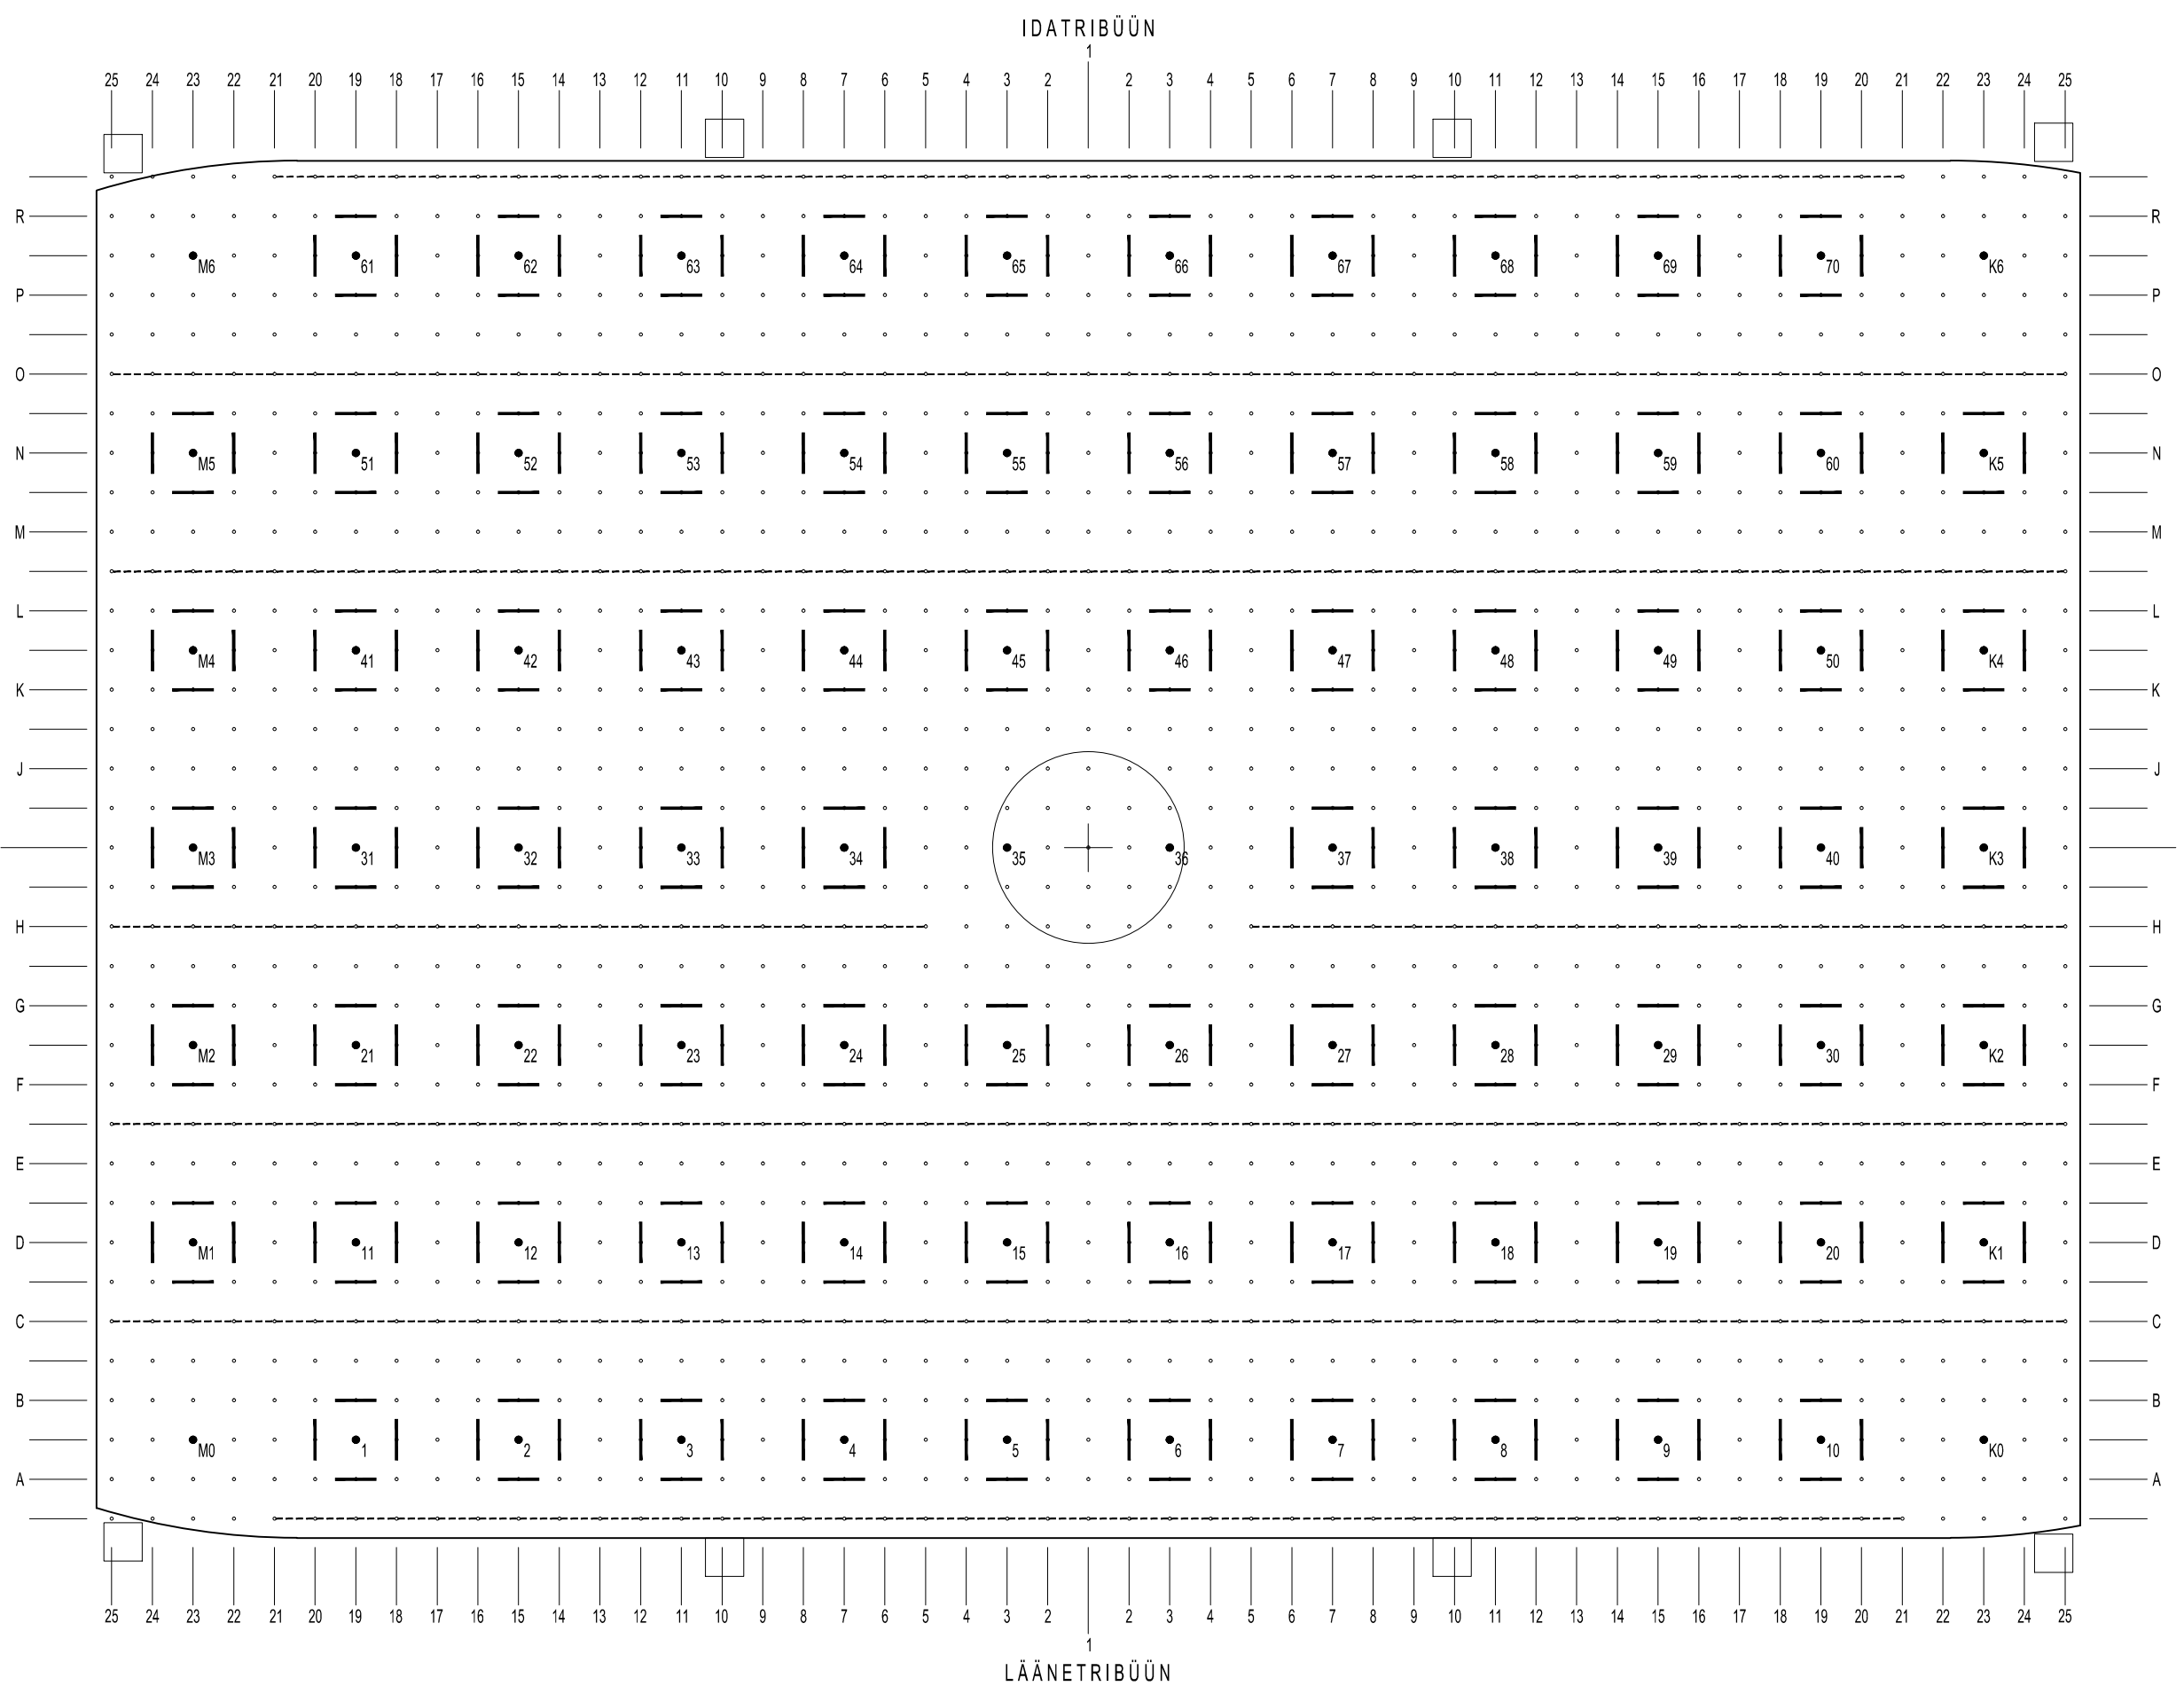 IDATRIBÜÜN
1
25 24 23 22 21 20 19 18 17 16 15 14 13 12 11 10 9 8 7 6 5 4 3 2 2 3 4 5 6 7 8 9 10 11 12 13 14 15 16 17 18 19 20 21 22 23 24 25
R R
M6 61 62 63 64 65 66 67 68 69 70 K6
P P
O O
N M5 51 52 53 54 55 56 57 58 59 60 K5 N
M M
L L
M4 41 42 43 44 45 46 47 48 49 50 K4
K K
J J
M3 31 32 33 34 35 36 37 38 39 40 K3
H H
G G
M2 21 22 23 24 25 26 27 28 29 30 K2
F F
E E
D M1 11 12 13 14 15 16 17 18 19 20 K1 D
C C
B B
M0 1 2 3 4 5 6 7 8 9 10 K0
A A
25 24 23 22 21 20 19 18 17 16 15 14 13 12 11 10 9 8 7 6 5 4 3 2 2 3 4 5 6 7 8 9 10 11 12 13 14 15 16 17 18 19 20 21 22 23 24 25
1
LÄÄNETRIBÜÜN